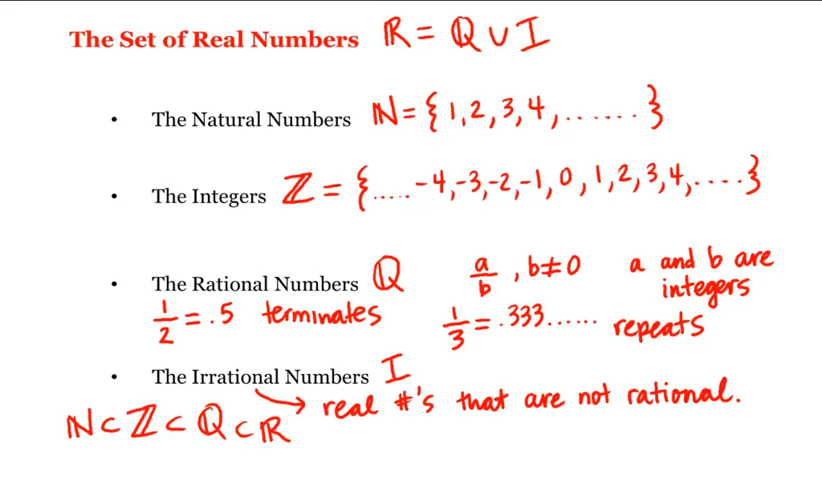 The Set of Real Numbers ℝ = ℚ ∪ I
• The Natural Numbers ℕ = { 1, 2, 3, 4, ...... }
• The Integers ℤ = { ..... -4, -3, -2, -1, 0, 1, 2, 3, 4, ..... }
• The Rational Numbers ℚ a/b , b ≠ 0 a and b are
integers
1/2 = .5 terminates 1/3 = .333...... repeats
• The Irrational Numbers I
→ real #'s that are not rational.
ℕ ⊂ ℤ ⊂ ℚ ⊂ ℝ